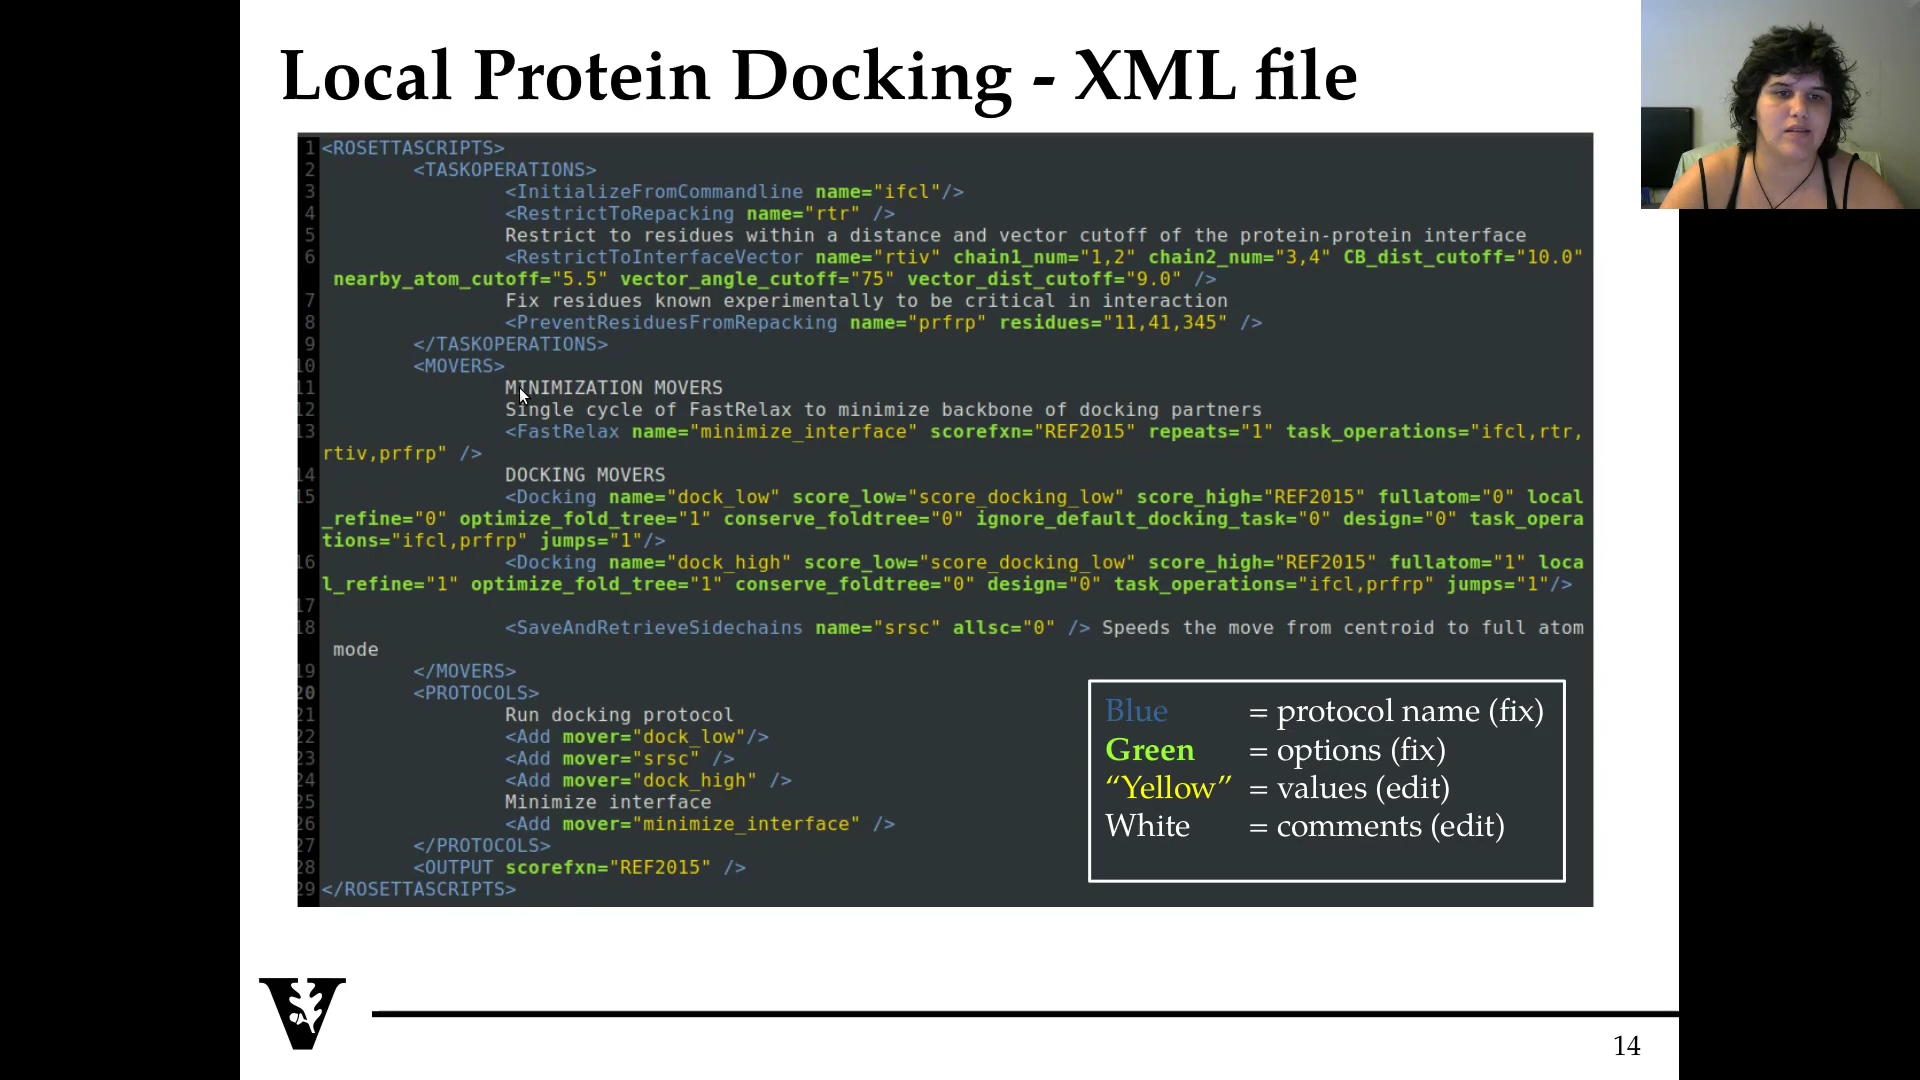 Local Protein Docking - XML file
1 <ROSETTASCRIPTS>
2 <TASKOPERATIONS>
3 <InitializeFromCommandline name="ifcl"/>
4 <RestrictToRepacking name="rtr" />
5 Restrict to residues within a distance and vector cutoff of the protein-protein interface
6 <RestrictToInterfaceVector name="rtiv" chain1_num="1,2" chain2_num="3,4" CB_dist_cutoff="10.0"
nearby_atom_cutoff="5.5" vector_angle_cutoff="75" vector_dist_cutoff="9.0" />
7 Fix residues known experimentally to be critical in interaction
8 <PreventResiduesFromRepacking name="prfrp" residues="11,41,345" />
9 </TASKOPERATIONS>
10 <MOVERS>
11 MINIMIZATION MOVERS
12 Single cycle of FastRelax to minimize backbone of docking partners
13 <FastRelax name="minimize_interface" scorefxn="REF2015" repeats="1" task_operations="ifcl,rtr,
rtiv,prfrp" />
14 DOCKING MOVERS
15 <Docking name="dock_low" score_low="score_docking_low" score_high="REF2015" fullatom="0" local
_refine="0" optimize_fold_tree="1" conserve_foldtree="0" ignore_default_docking_task="0" design="0" task_opera
tions="ifcl,prfrp" jumps="1"/>
16 <Docking name="dock_high" score_low="score_docking_low" score_high="REF2015" fullatom="1" loca
l_refine="1" optimize_fold_tree="1" conserve_foldtree="0" design="0" task_operations="ifcl,prfrp" jumps="1"/>
17
18 <SaveAndRetrieveSidechains name="srsc" allsc="0" /> Speeds the move from centroid to full atom
mode
19 </MOVERS>
20 <PROTOCOLS>
21 Run docking protocol
22 <Add mover="dock_low"/>
23 <Add mover="srsc" />
24 <Add mover="dock_high" />
25 Minimize interface
26 <Add mover="minimize_interface" />
27 </PROTOCOLS>
28 <OUTPUT scorefxn="REF2015" />
29 </ROSETTASCRIPTS>
Blue = protocol name (fix)
Green = options (fix)
“Yellow” = values (edit)
White = comments (edit)
V
14